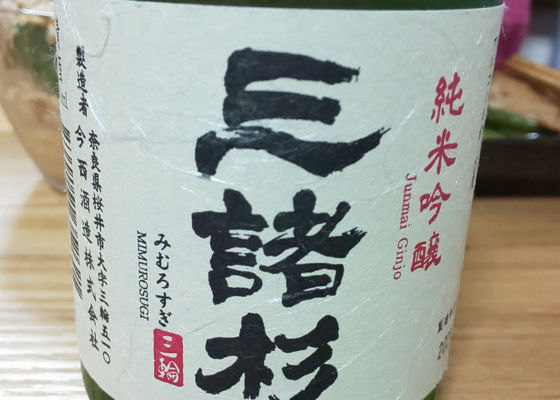 純米吟醸
Junmai Ginjo
三諸杉
みむろすぎ
MIMUROSUGI
三輪
製造者 今西酒造株式会社
奈良県桜井市大字三輪五一〇